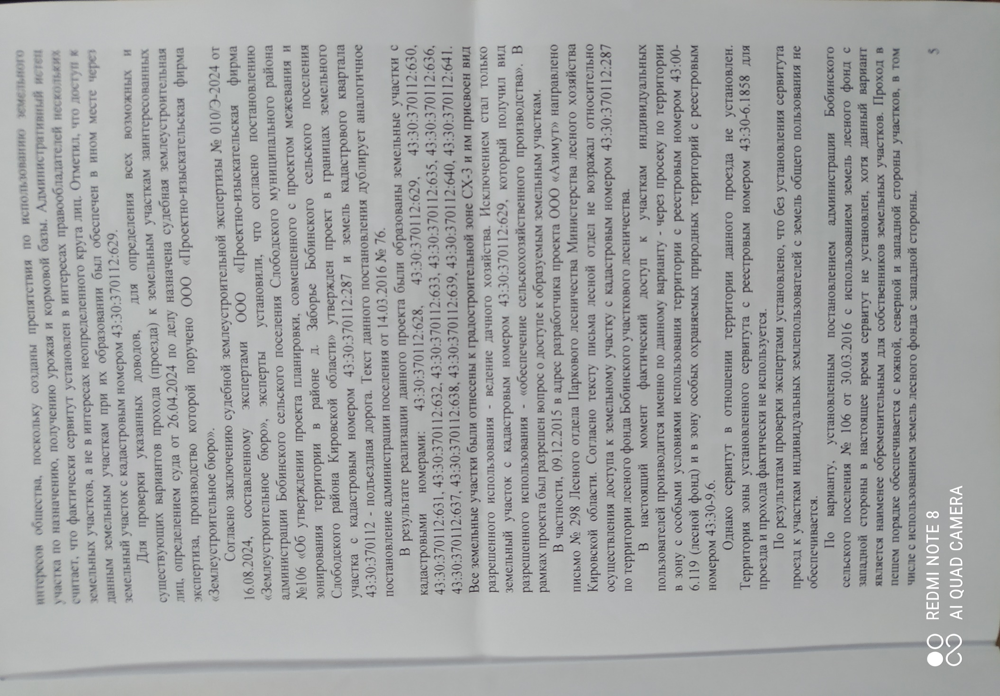 интересов общества, поскольку созданы препятствия по использованию земельного
участка по назначению, получению урожая и кормовой базы. Административный истец
считает, что фактически сервитут установлен в интересах правообладателей нескольких
земельных участков, а не в интересах неопределенного круга лиц. Отметил, что доступ к
данным земельным участкам при их образовании был обеспечен в ином месте через
земельный участок с кадастровым номером 43:30:370112:629.
Для проверки указанных доводов, для определения всех возможных и
существующих вариантов прохода (проезда) к земельным участкам заинтересованных
лиц, определением суда от 26.04.2024 по делу назначена судебная землеустроительная
экспертиза, производство которой поручено ООО «Проектно-изыскательская фирма
«Землеустроительное бюро».
Согласно заключению судебной землеустроительной экспертизы № 010/Э-2024 от
16.08.2024, составленному экспертами ООО «Проектно-изыскательская фирма
«Землеустроительное бюро», эксперты установили, что согласно постановлению
администрации Бобинского сельского поселения Слободского муниципального района
№106 «Об утверждении проекта планировки, совмещенного с проектом межевания и
зонирования территории в районе д. Заборье Бобинского сельского поселения
Слободского района Кировской области» утвержден проект в границах земельного
участка с кадастровым номером 43:30:370112:287 и земель кадастрового квартала
43:30:370112 - подьездная дорога. Текст данного постановления дублирует аналогичное
постановление администрации поселения от 14.03.2016 № 76.
В результате реализации данного проекта были образованы земельные участки с
кадастровыми номерами: 43:30:370112:628, 43:30:370112:629, 43:30:370112:630,
43:30:370112:631, 43:30:370112:632, 43:30:370112:633, 43:30:370112:635, 43:30:370112:636,
43:30:370112:637, 43:30:370112:638, 43:30:370112:639, 43:30:370112:640, 43:30:370112:641.
Все земельные участки были отнесены к градостроительной зоне СХ-3 и им присвоен вид
разрешенного использования - ведение дачного хозяйства. Исключением стал только
земельный участок с кадастровым номером 43:30:370112:629, который получил вид
разрешенного использования - «обеспечение сельскохозяйственного производства». В
рамках проекта был разрешен вопрос о доступе к образуемым земельным участкам.
В частности, 09.12.2015 в адрес разработчика проекта ООО «Азимут» направлено
письмо № 298 Лесного отдела Паркового лесничества Министерства лесного хозяйства
Кировской области. Согласно тексту письма лесной отдел не возражал относительно
осуществления доступа к земельному участку с кадастровым номером 43:30:370112:287
по территории лесного фонда Бобинского участкового лесничества.
В настоящий момент фактический доступ к участкам индивидуальных
пользователей производится именно по данному варианту - через просеку по территории
в зону с особыми условиями использования территории с реестровым номером 43:00-
6.119 (лесной фонд) и в зону особых охраняемых природных территорий с реестровым
номером 43:30-9.6.
Однако сервитут в отношении территории данного проезда не установлен.
Территория зоны установленного сервитута с реестровым номером 43:30-6.1858 для
проезда и прохода фактически не используется.
По результатам проверки экспертами установлено, что без установления сервитута
проезд к участкам индивидуальных землепользователей с земель общего пользования не
обеспечивается.
По варианту, установленным постановлением администрации Бобинского
сельского поселения № 106 от 30.03.2016 с использованием земель лесного фонд с
западной стороны в настоящее время сервитут не установлен, хотя данный вариант
является наименее обременительным для собственников земельных участков. Проход в
пешем порядке обеспечивается с южной, северной и западной стороны участков, в том
числе с использованием земель лесного фонда с западной стороны.
5
REDMI NOTE 8
AI QUAD CAMERA